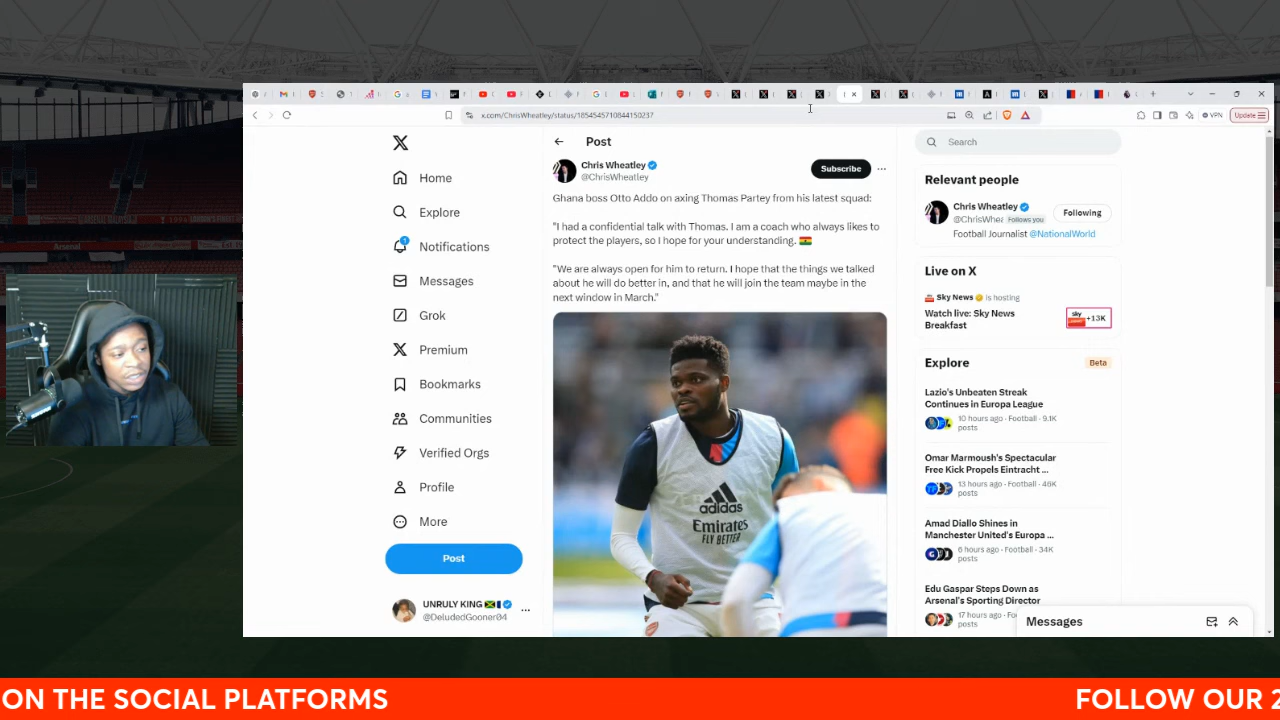 x.com/ChrisWheatley/status/1854545710844150237
VPN
Update
Home
Explore
Notifications
Messages
Grok
Premium
Bookmarks
Communities
Verified Orgs
Profile
More
Post
UNRULY KING
@DeludedGooner04
Post
Chris Wheatley
@ChrisWheatley
Subscribe
Ghana boss Otto Addo on axing Thomas Partey from his latest squad:
"I had a confidential talk with Thomas. I am a coach who always likes to
protect the players, so I hope for your understanding.
"We are always open for him to return. I hope that the things we talked
about he will do better in, and that he will join the team maybe in the
next window in March."
adidas
Emirates
FLY BETTER
Search
Relevant people
Chris Wheatley
@ChrisWhea Follows you
Following
Football Journalist @NationalWorld
Live on X
Sky News is hosting
Watch live: Sky News
Breakfast
sky
+13K
Explore
Beta
Lazio's Unbeaten Streak
Continues in Europa League
10 hours ago · Football · 9.1K
posts
Omar Marmoush's Spectacular
Free Kick Propels Eintracht ...
13 hours ago · Football · 46K
posts
Amad Diallo Shines in
Manchester United's Europa ...
6 hours ago · Football · 34K
posts
Edu Gaspar Steps Down as
Arsenal's Sporting Director
17 hours ago · Footb
posts
Messages
ON THE SOCIAL PLATFORMS
FOLLOW OUR 2